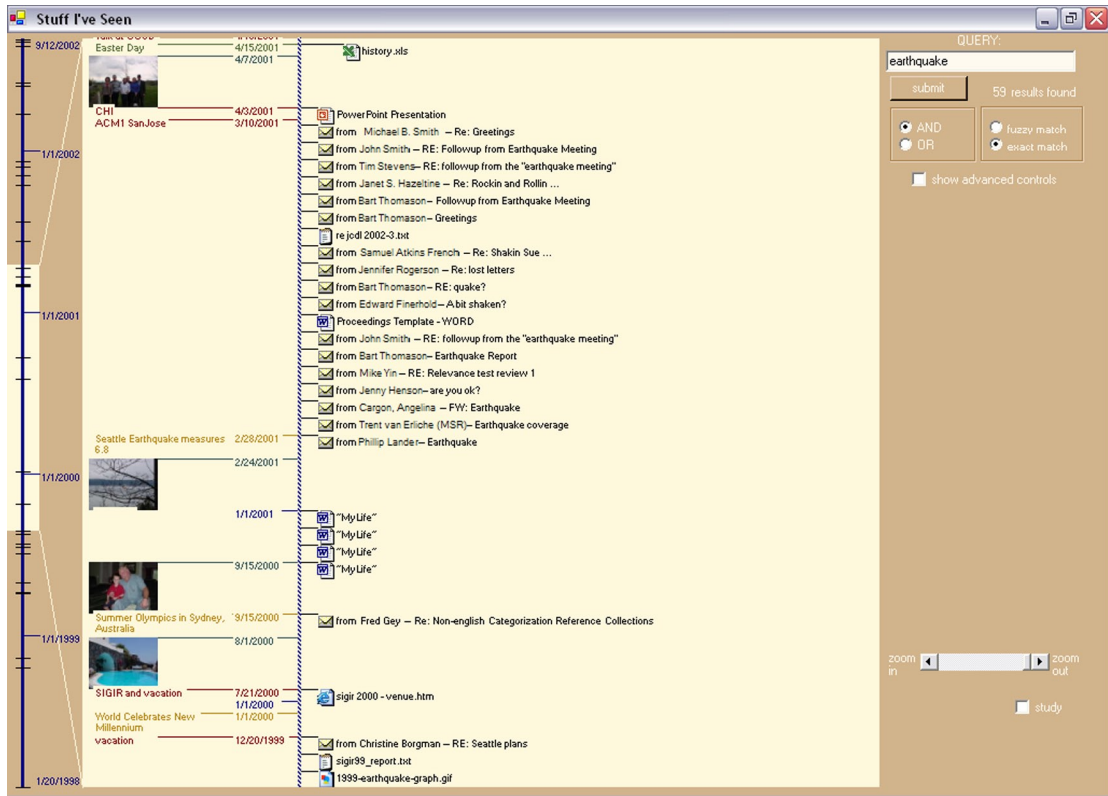 Stuff I've Seen
9/12/2002
1/1/2002
1/1/2001
1/1/2000
1/1/1999
1/20/1998
Easter Day 4/15/2001
history.xls
4/7/2001
CHI 4/3/2001
PowerPoint Presentation
ACM1 SanJose 3/10/2001
from Michael B. Smith – Re: Greetings
from John Smith – RE: Followup from Earthquake Meeting
from Tim Stevens– RE: followup from the "earthquake meeting"
from Janet S. Hazeltine – Re: Rockin and Rollin ...
from Bart Thomason– Followup from Earthquake Meeting
from Bart Thomason– Greetings
re jcdl 2002-3.txt
from Samuel Atkins French – Re: Shakin Sue ...
from Jennifer Rogerson – Re: lost letters
from Bart Thomason– RE: quake?
from Edward Finerhold– A bit shaken?
Proceedings Template - WORD
from John Smith – RE: followup from the "earthquake meeting"
from Bart Thomason– Earthquake Report
from Mike Yin – RE: Relevance test review 1
from Jenny Henson– are you ok?
from Cargon, Angelina – FW: Earthquake
from Trent van Erliche (MSR)– Earthquake coverage
Seattle Earthquake measures 2/28/2001
6.8
from Phillip Lander– Earthquake
2/24/2001
1/1/2001
"MyLife"
"MyLife"
"MyLife"
9/15/2000
"MyLife"
Summer Olympics in Sydney, 9/15/2000
Australia
from Fred Gey – Re: Non-english Categorization Reference Collections
8/1/2000
SIGIR and vacation 7/21/2000
sigir 2000 - venue.htm
1/1/2000
World Celebrates New 1/1/2000
Millennium
vacation 12/20/1999
from Christine Borgman – RE: Seattle plans
sigir99_report.txt
1999-earthquake-graph.gif
QUERY:
earthquake
submit 59 results found
AND fuzzy match
OR exact match
show advanced controls
zoom zoom
in out
study